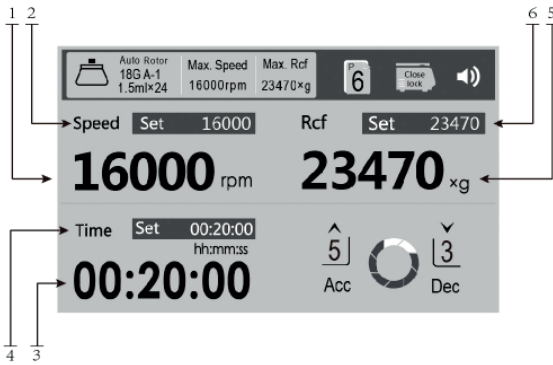 1 2 6 5
Auto Rotor
18G A-1
1.5ml×24
Max. Speed
16000rpm
Max. Rcf
23470×g
P
6
Close
lock
Speed Set 16000
Rcf Set 23470
16000 rpm
23470 ×g
Time Set 00:20:00
hh:mm:ss
00:20:00
5
Acc
3
Dec
4 3